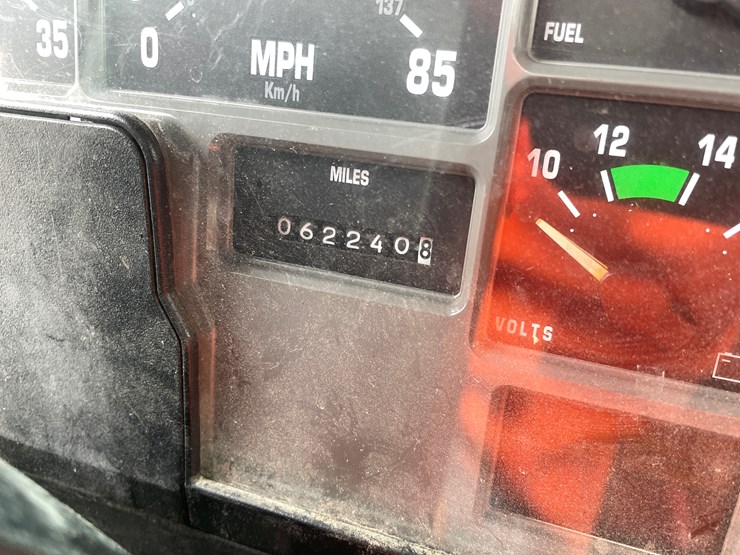 35
0
MPH
Km/h
137
85
FUEL
MILES
0622408
10
12
14
VOLTS